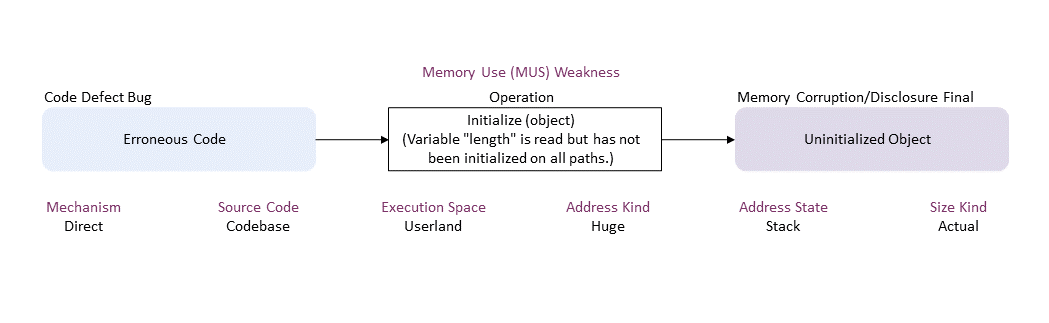 Memory Use (MUS) Weakness
Code Defect Bug
Operation
Memory Corruption/Disclosure Final
Erroneous Code
Initialize (object)
(Variable "length" is read but has not
been initialized on all paths.)
Uninitialized Object
Mechanism
Direct
Source Code
Codebase
Execution Space
Userland
Address Kind
Huge
Address State
Stack
Size Kind
Actual